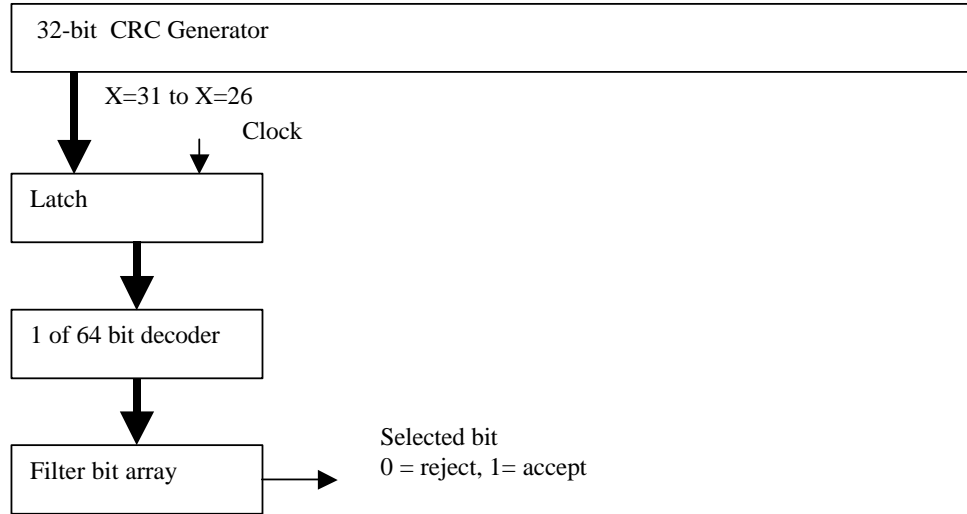 32-bit CRC Generator
X=31 to X=26
Clock
Latch
1 of 64 bit decoder
Filter bit array
Selected bit
0 = reject, 1= accept